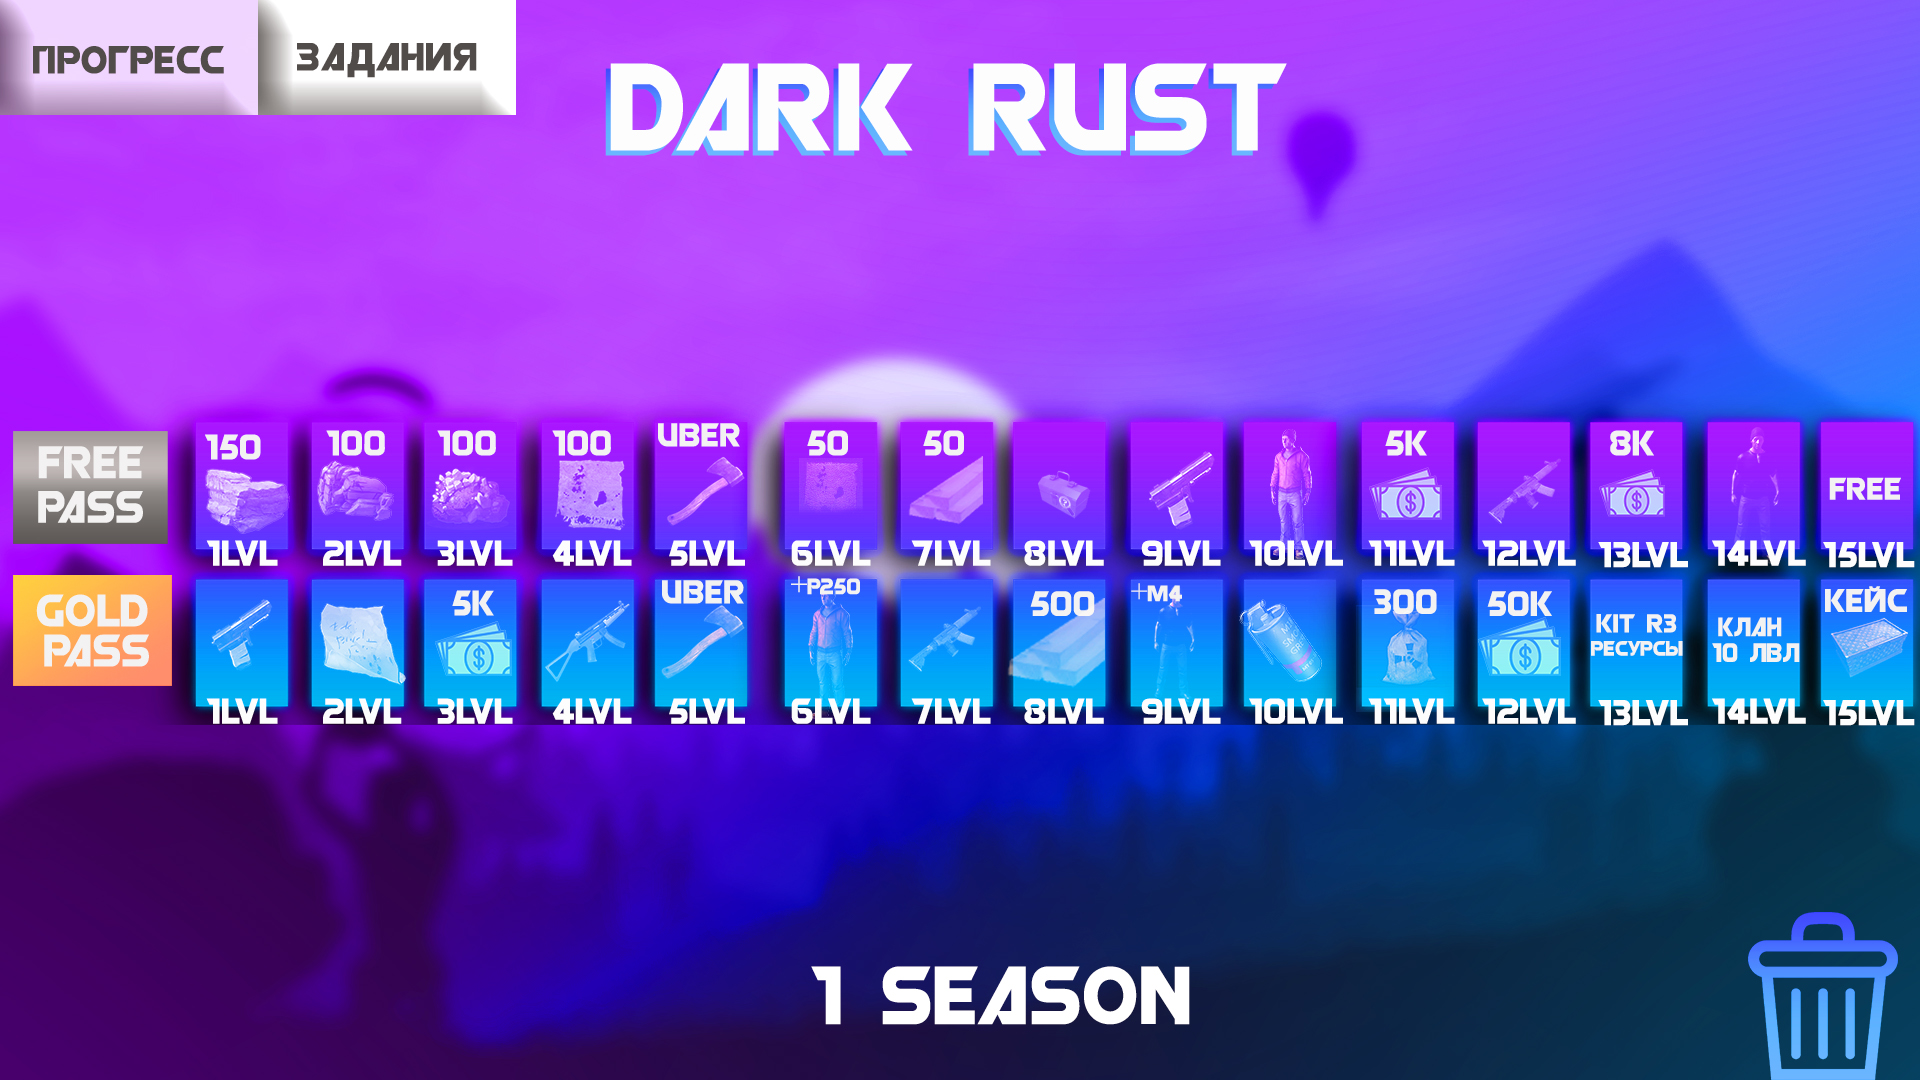 ПРОГРЕСС
ЗАДАНИЯ
DARK RUST
FREE
PASS
150
100
100
100
UBER
50
50
5K
8K
FREE
1LVL
2LVL
3LVL
4LVL
5LVL
6LVL
7LVL
8LVL
9LVL
10LVL
11LVL
12LVL
13LVL
14LVL
15LVL
GOLD
PASS
5K
UBER
+P250
500
+M4
300
50K
KIT R3
РЕСУРСЫ
КЛАН
10 ЛВЛ
КЕЙС
1LVL
2LVL
3LVL
4LVL
5LVL
6LVL
7LVL
8LVL
9LVL
10LVL
11LVL
12LVL
13LVL
14LVL
15LVL
1 SEASON